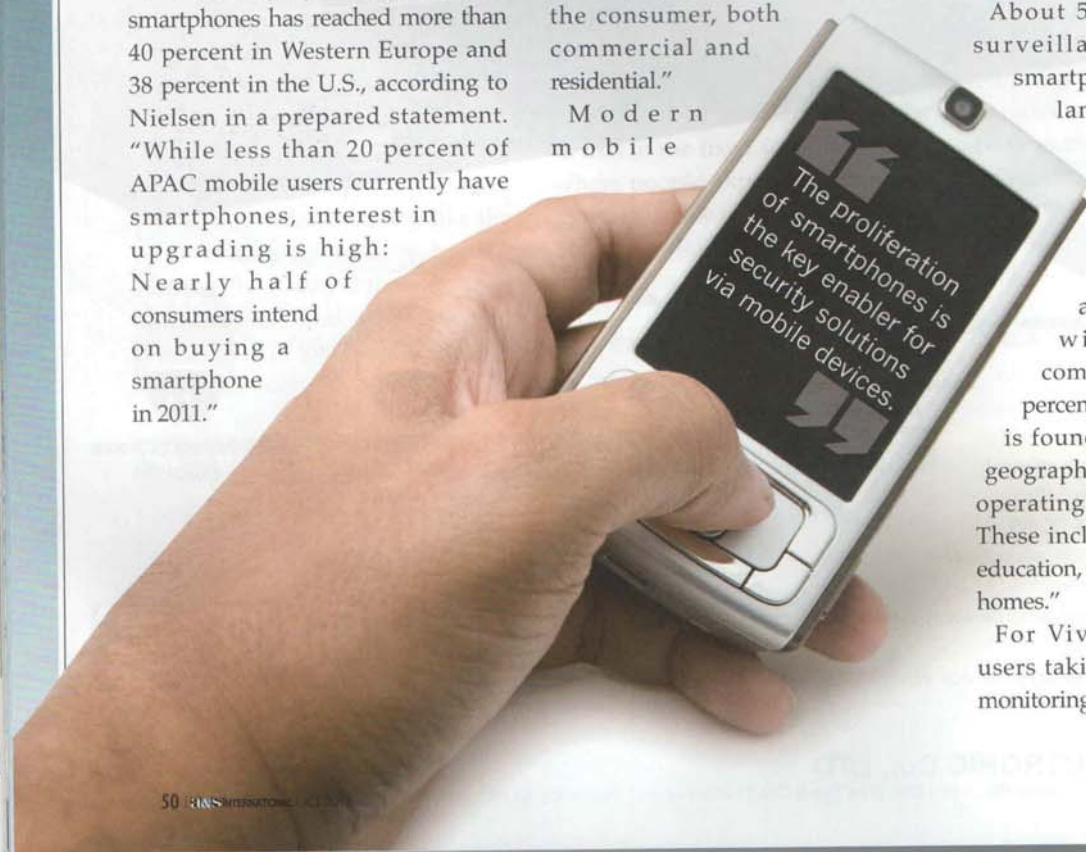 smartphones has reached more than
40 percent in Western Europe and
38 percent in the U.S., according to
Nielsen in a prepared statement.
“While less than 20 percent of
APAC mobile users currently have
smartphones, interest in
upgrading is high:
Nearly half of
consumers intend
on buying a
smartphone
in 2011.”
the consumer, both
commercial and
residential.”
Modern
mobile
“
The proliferation
of smartphones is
the key enabler for
security solutions
via mobile devices.
”
About 5
surveilla
smartp
lar
a
wi
com
percen
is foun
geograph
operating
These incl
education,
homes.”
For Viv
users taki
monitoring
50
INTERNATIONAL